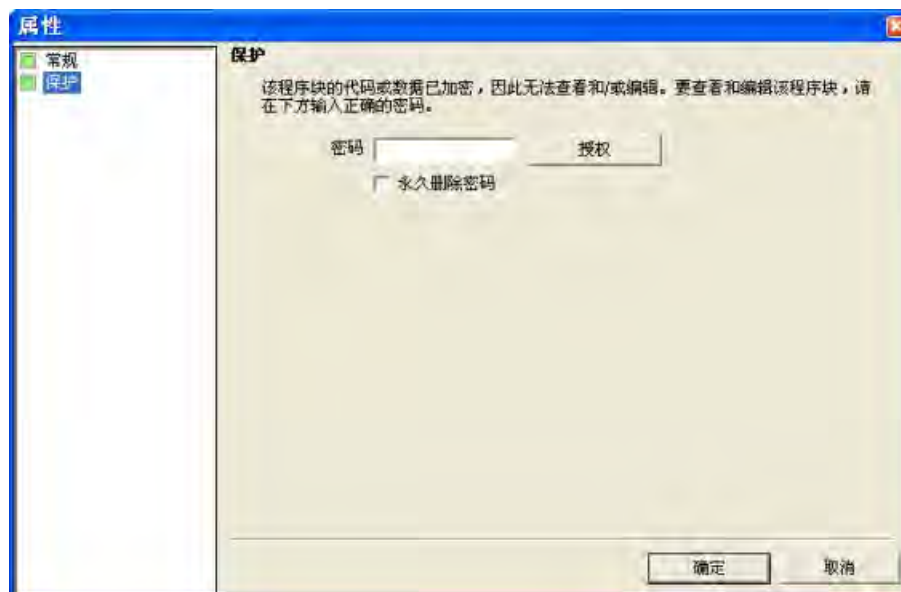 属性
常规
保护
保护
该程序块的代码或数据已加密，因此无法查看和/或编辑。要查看和编辑该程序块，请
在下方输入正确的密码。
密码
授权
永久删除密码
确定
取消